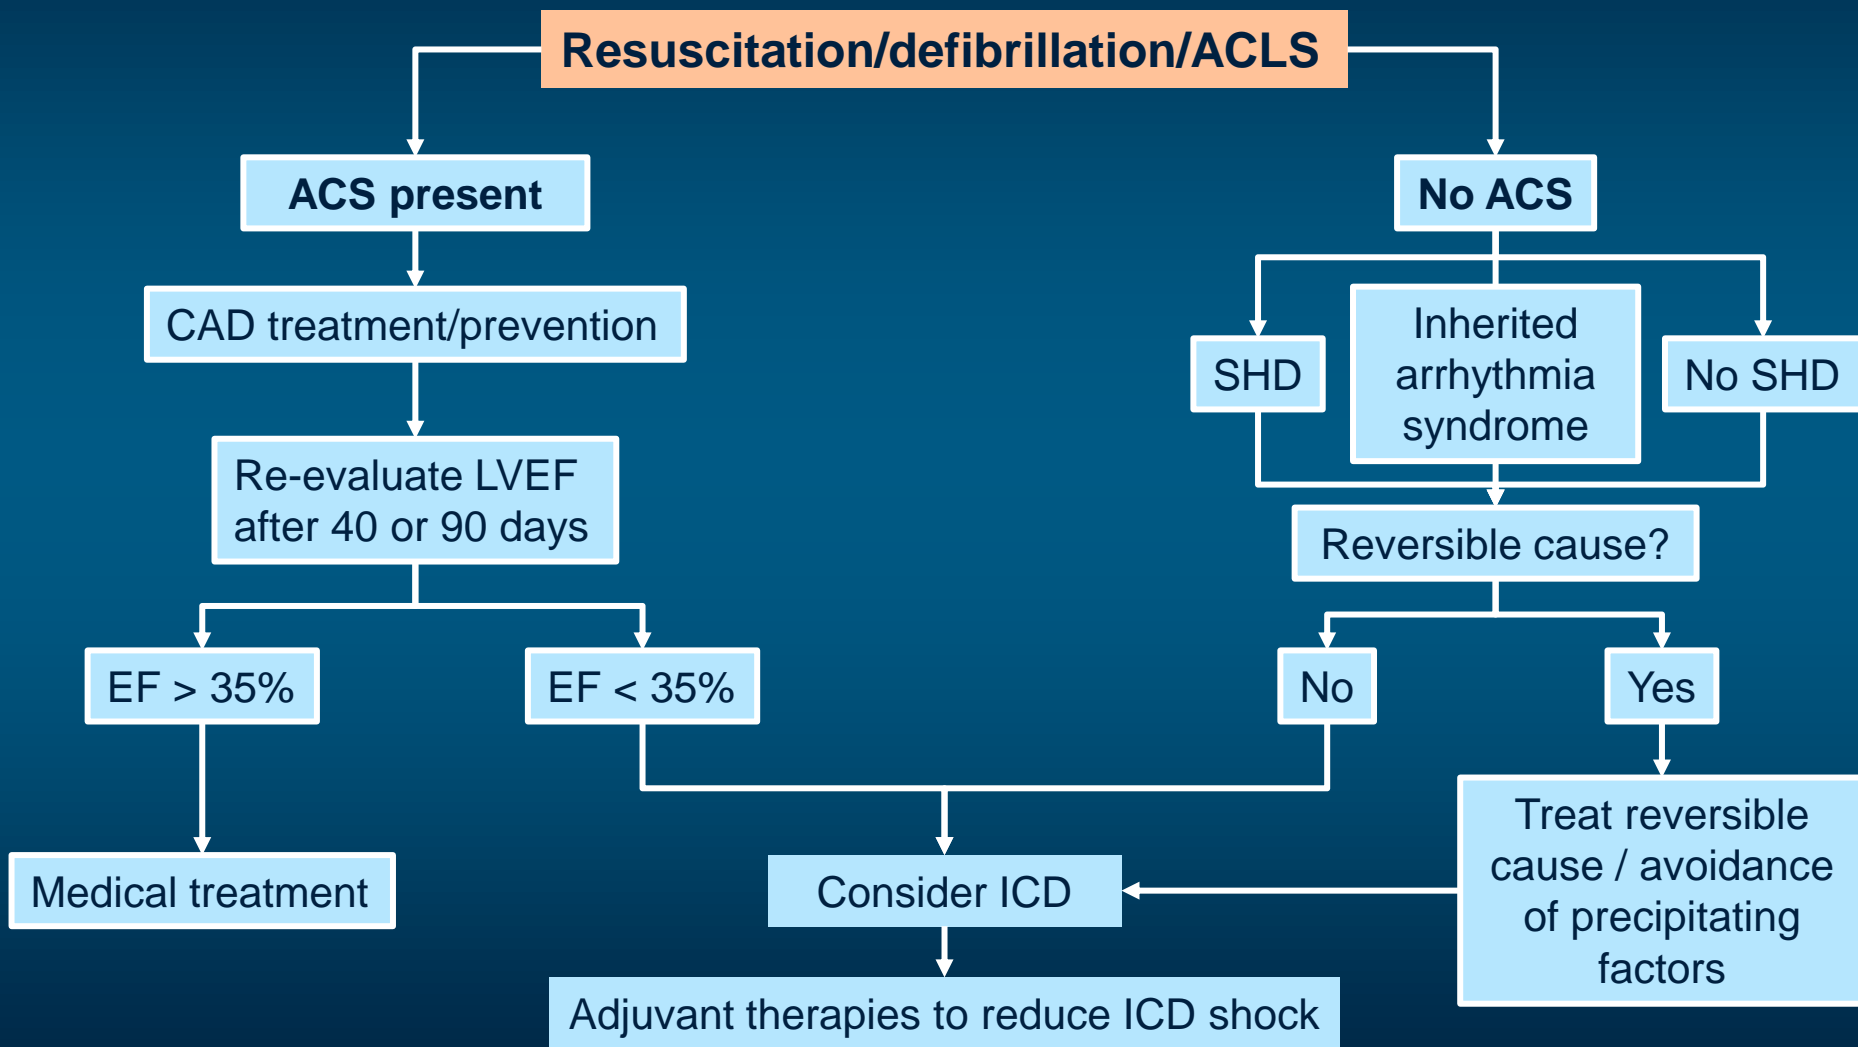 Resuscitation/defibrillation/ACLS
ACS present
No ACS
CAD treatment/prevention
SHD
Inherited
arrhythmia
syndrome
No SHD
Re-evaluate LVEF
after 40 or 90 days
Reversible cause?
EF > 35%
EF < 35%
No
Yes
Medical treatment
Consider ICD
Treat reversible
cause / avoidance
of precipitating
factors
Adjuvant therapies to reduce ICD shock